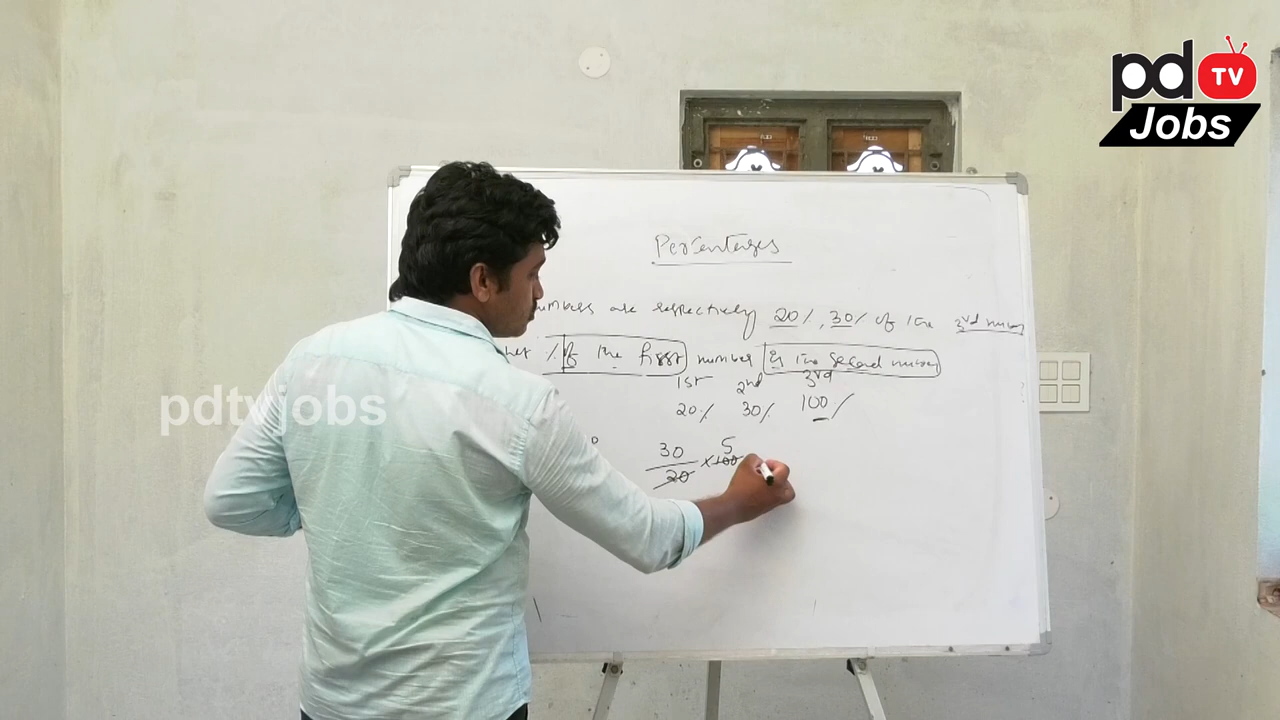 pd TV
Jobs
Percentages
numbers are respectively 20%, 30% of the 3rd number
% of the first number is the second number
1st 2nd 3rd
20% 30% 100%
30 5
× 100
20
pdtvjobs